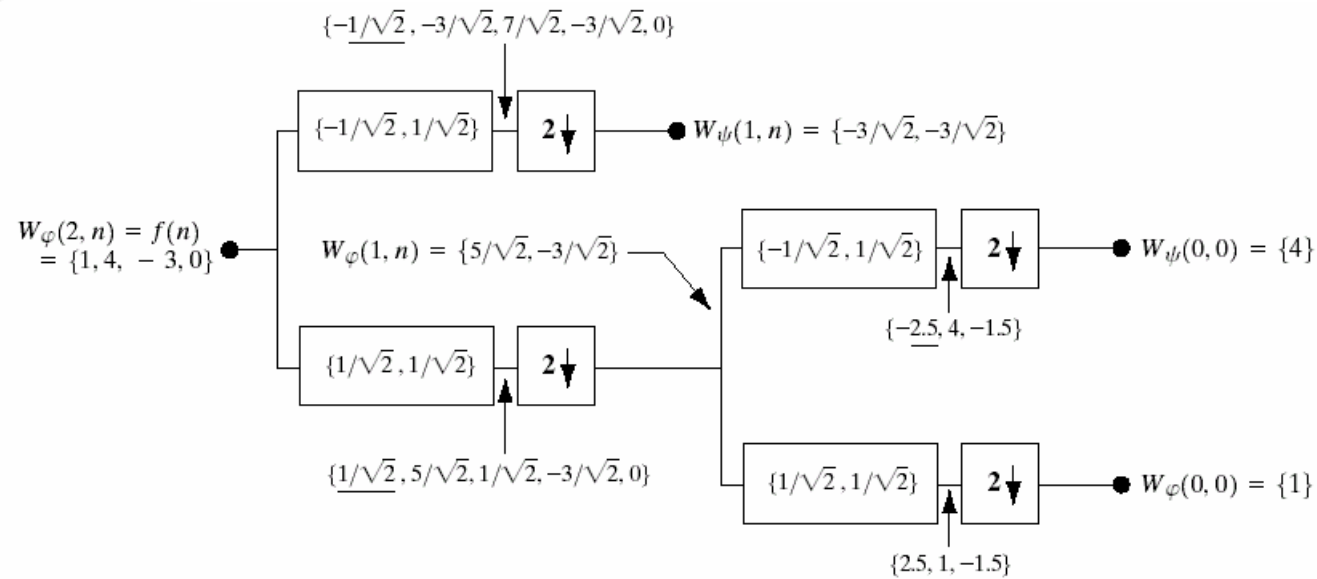 {−1/√2, −3/√2, 7/√2, −3/√2, 0}
{−1/√2, 1/√2}
2↓
W_ψ(1, n) = {−3/√2, −3/√2}
W_φ(2, n) = f(n)
= {1, 4, −3, 0}
W_φ(1, n) = {5/√2, −3/√2}
{−1/√2, 1/√2}
2↓
W_ψ(0, 0) = {4}
{−2.5, 4, −1.5}
{1/√2, 1/√2}
2↓
{1/√2, 5/√2, 1/√2, −3/√2, 0}
{1/√2, 1/√2}
2↓
W_φ(0, 0) = {1}
{2.5, 1, −1.5}